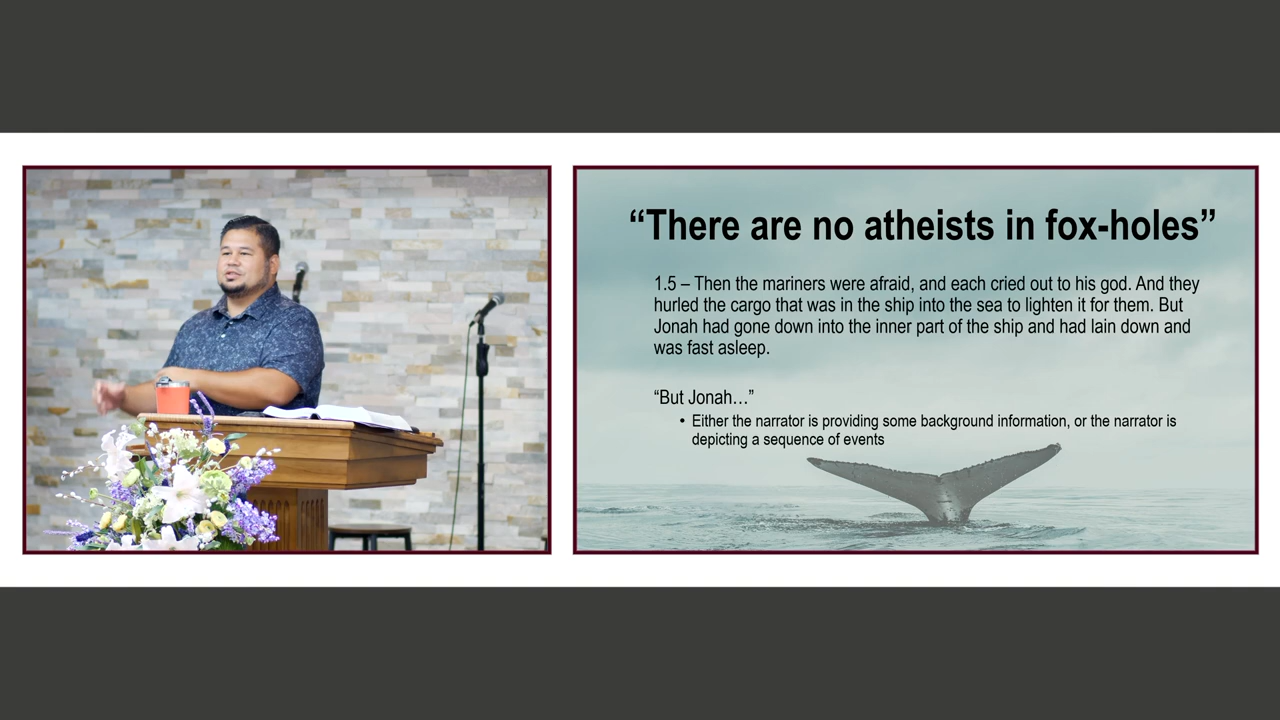 “There are no atheists in fox-holes”
1.5 – Then the mariners were afraid, and each cried out to his god. And they
hurled the cargo that was in the ship into the sea to lighten it for them. But
Jonah had gone down into the inner part of the ship and had lain down and
was fast asleep.
“But Jonah…”
• Either the narrator is providing some background information, or the narrator is
depicting a sequence of events